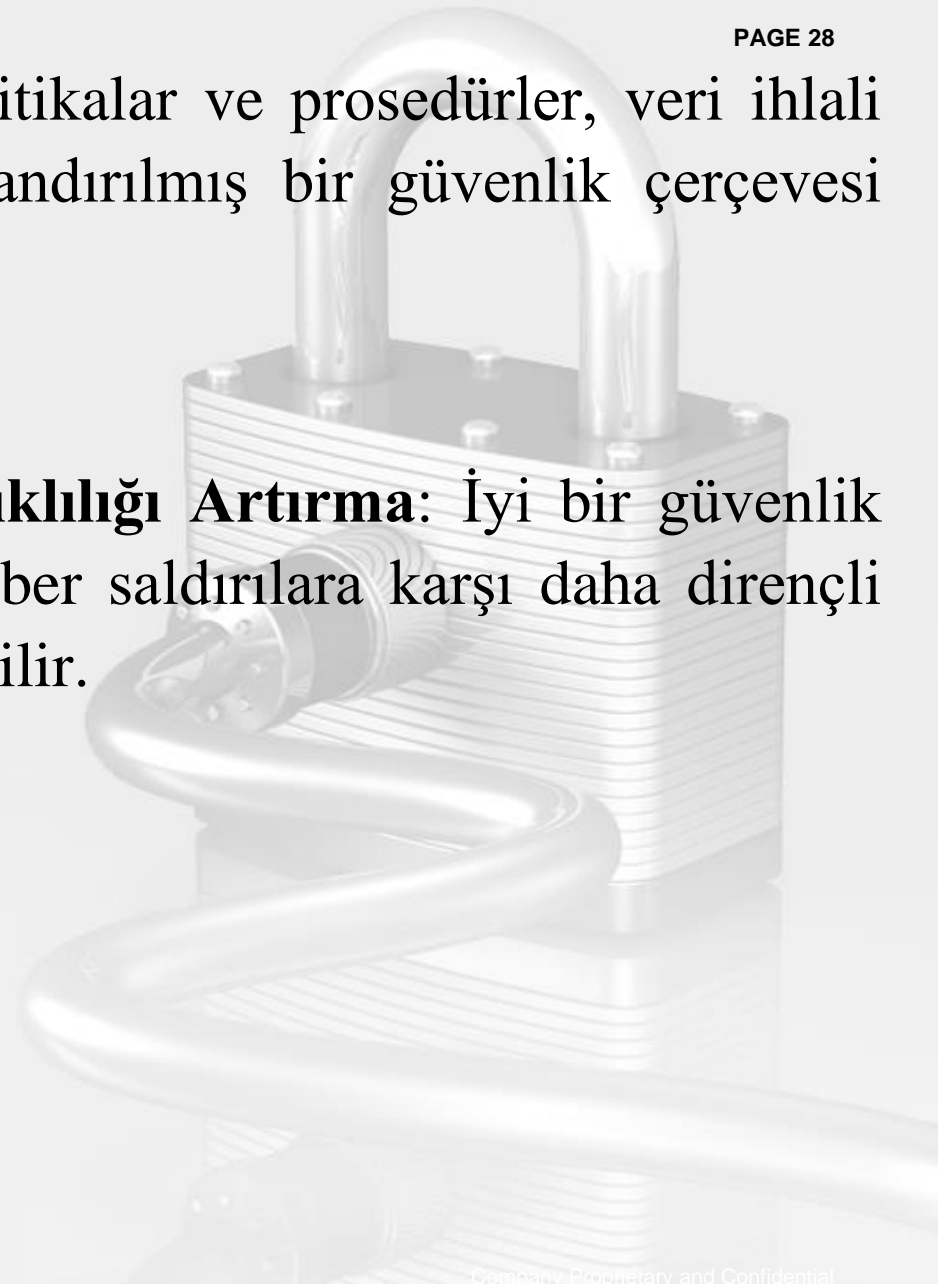 PAGE 28
itikalar ve prosedürler, veri ihlali
andırılmış bir güvenlik çerçevesi
ıklılığı Artırma: İyi bir güvenlik
ber saldırılara karşı daha dirençli
ilir.
Company Proprietary and Confidential